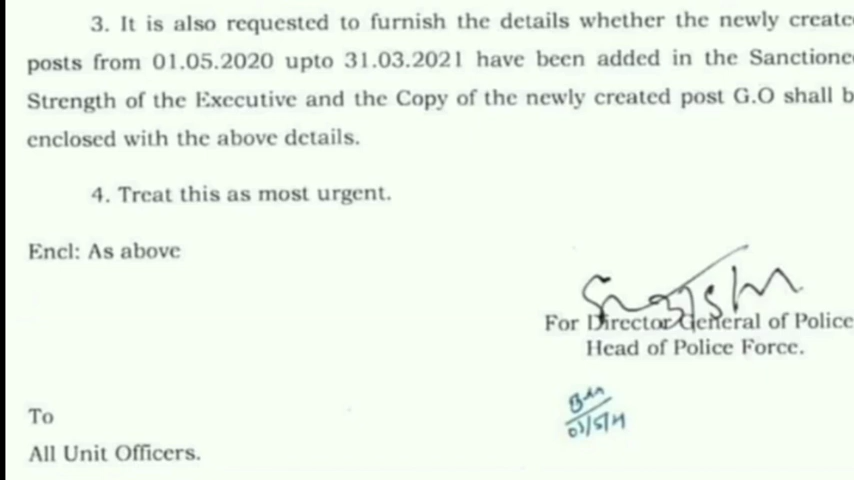 3. It is also requested to furnish the details whether the newly create
posts from 01.05.2020 upto 31.03.2021 have been added in the Sanctione
Strength of the Executive and the Copy of the newly created post G.O shall b
enclosed with the above details.
4. Treat this as most urgent.
Encl: As above
For Director General of Police
Head of Police Force.
To
All Unit Officers.